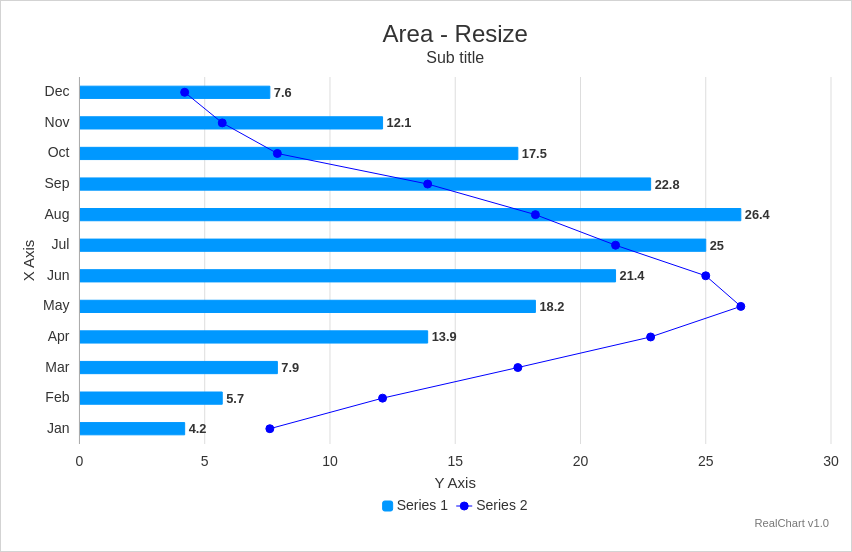 Area - Resize
Sub title
Dec 7.6
Nov 12.1
Oct 17.5
Sep 22.8
Aug 26.4
Jul 25
Jun 21.4
May 18.2
Apr 13.9
Mar 7.9
Feb 5.7
Jan 4.2
X Axis
0 5 10 15 20 25 30
Y Axis
Series 1 Series 2
RealChart v1.0